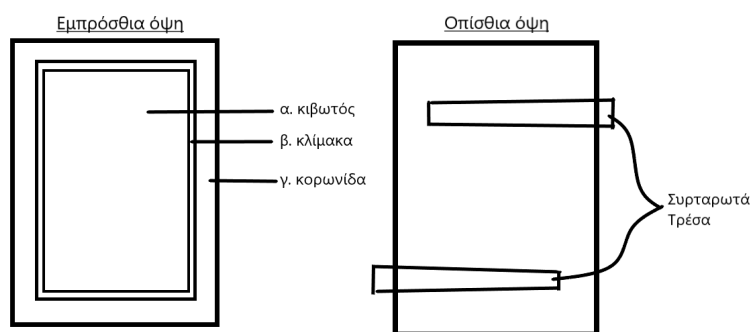 Εμπρόσθια όψη
α. κιβωτός
β. κλίμακα
γ. κορωνίδα
Οπίσθια όψη
Συρταρωτά
Τρέσα